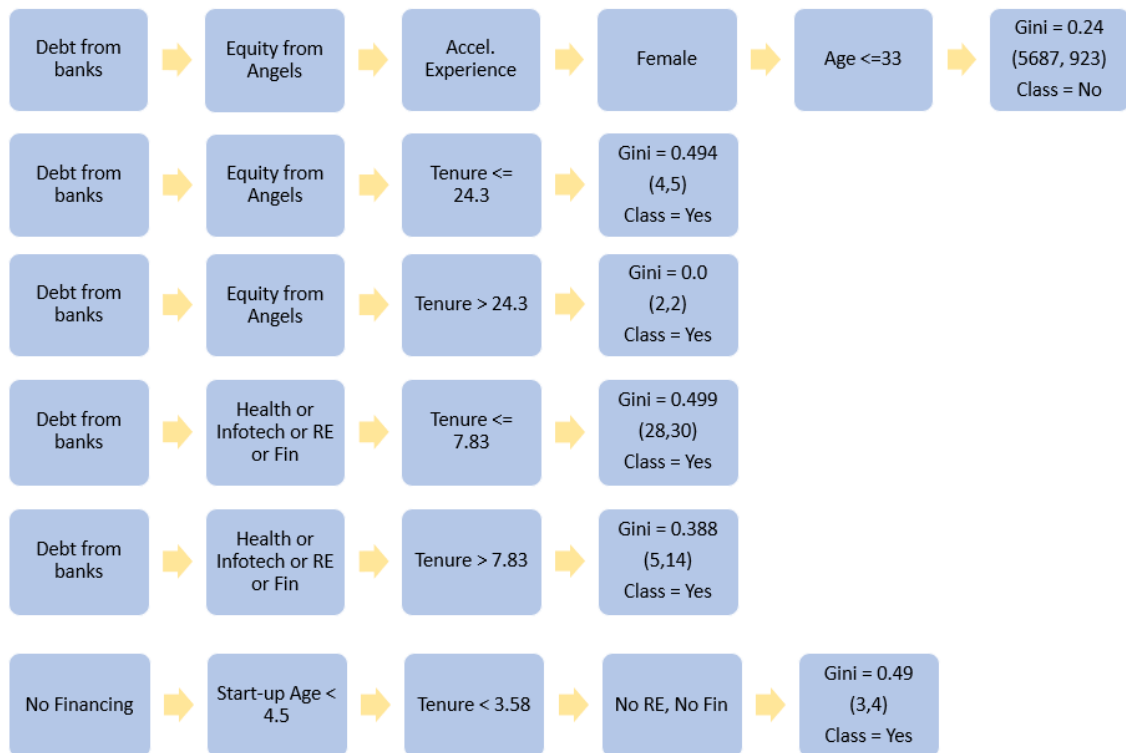 Debt from
banks
Equity from
Angels
Accel.
Experience
Female
Age <=33
Gini = 0.24
(5687, 923)
Class = No
Debt from
banks
Equity from
Angels
Tenure <=
24.3
Gini = 0.494
(4,5)
Class = Yes
Debt from
banks
Equity from
Angels
Tenure > 24.3
Gini = 0.0
(2,2)
Class = Yes
Debt from
banks
Health or
Infotech or RE
or Fin
Tenure <=
7.83
Gini = 0.499
(28,30)
Class = Yes
Debt from
banks
Health or
Infotech or RE
or Fin
Tenure > 7.83
Gini = 0.388
(5,14)
Class = Yes
No Financing
Start-up Age <
4.5
Tenure < 3.58
No RE, No Fin
Gini = 0.49
(3,4)
Class = Yes